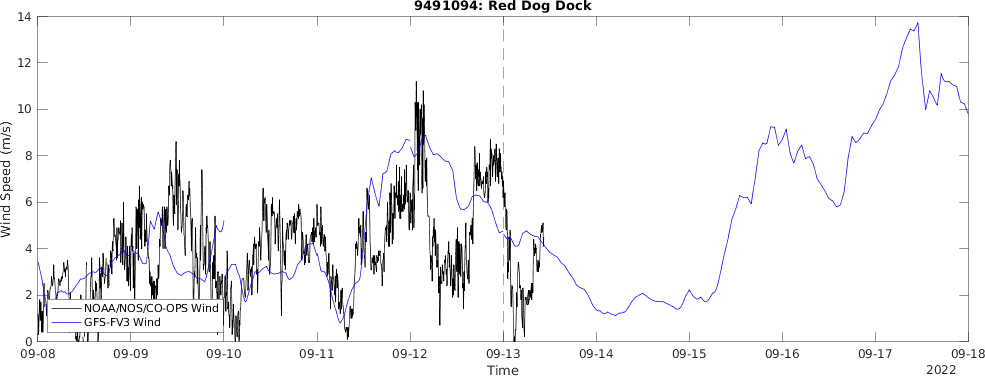 9491094: Red Dog Dock
14
12
10
8
6
4
2
0
Wind Speed (m/s)
NOAA/NOS/CO-OPS Wind
GFS-FV3 Wind
09-08 09-09 09-10 09-11 09-12 09-13 09-14 09-15 09-16 09-17 09-18
Time
2022